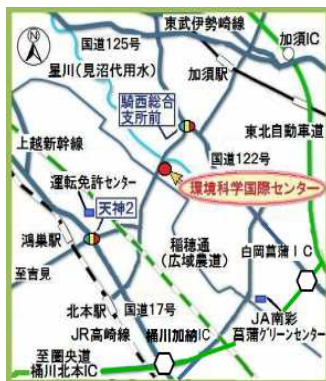 N
東武伊勢崎線
国道125号
加須IC
星川(見沼代用水)
加須駅
騎西総合
支所前
東北自動車道
上越新幹線
国道122号
運転免許センター
環境科学国際センター
天神2
鴻巣駅
稲穂通
(広域農道)
白岡菖蒲IC
至吉見
北本駅
国道17号
JA南彩
菖蒲グリーンセンター
JR高崎線
桶川加納IC
至圏央道
桶川北本IC